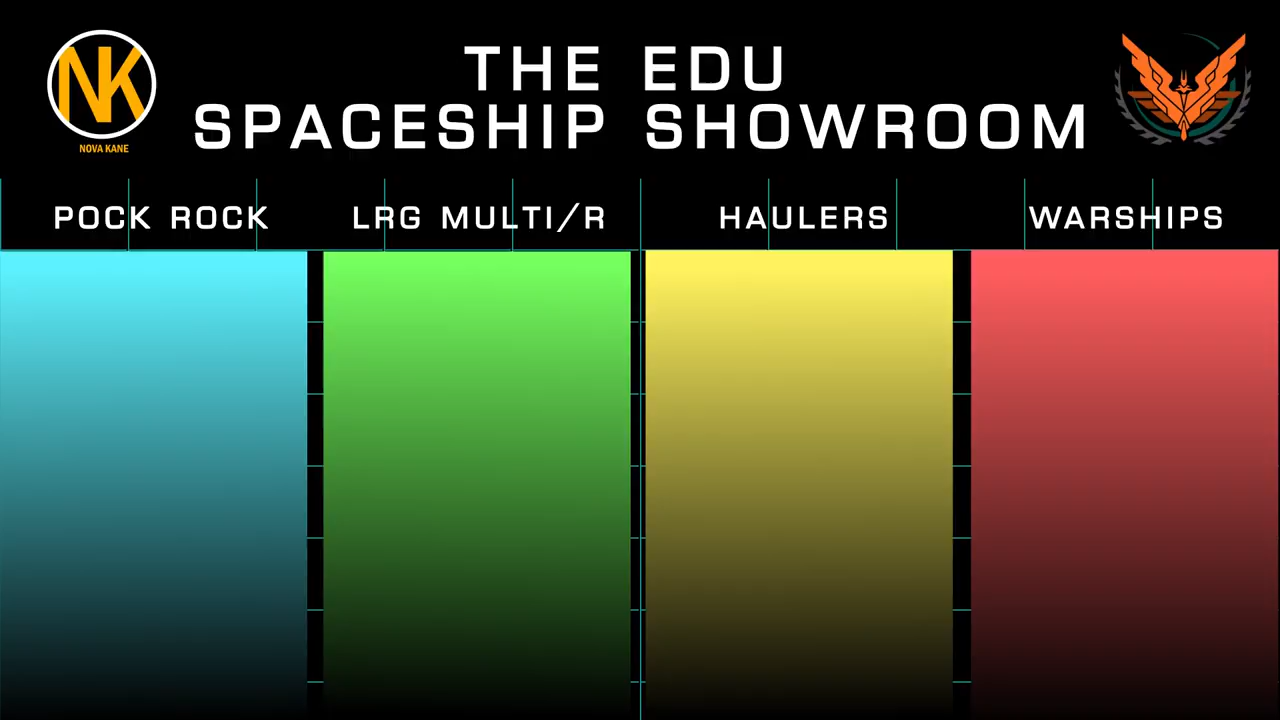 NK
NOVA KANE
THE EDU
SPACESHIP SHOWROOM
POCK ROCK
LRG MULTI/R
HAULERS
WARSHIPS